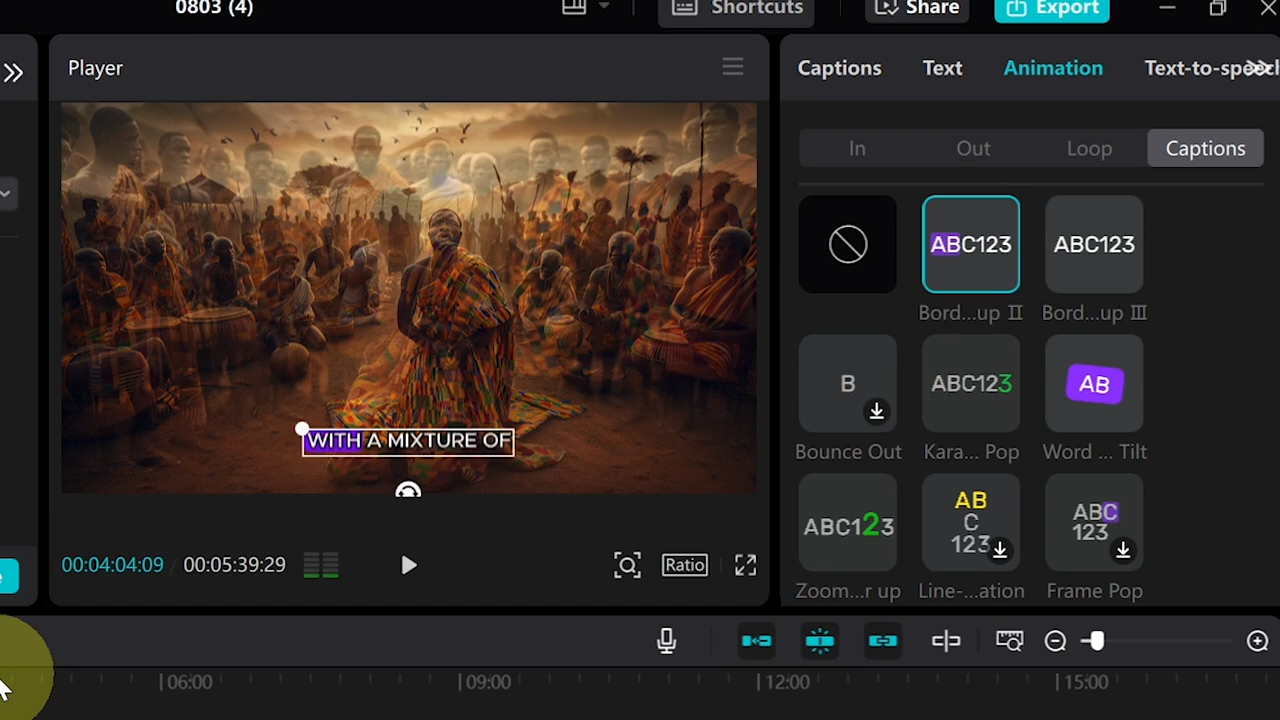 0803 (4)
Shortcuts
Share
Export
Player
Captions
Text
Animation
In
Out
Loop
Captions
ABC123
ABC123
Bord...up II
Bord...up III
B
ABC123
AB
Bounce Out
Kara... Pop
Word ... Tilt
ABC123
AB
C
123
ABC
123
Zoom...r up
Line-...ation
Frame Pop
WITH A MIXTURE OF
00:04:04:09 / 00:05:39:29
Ratio
06:00
09:00
12:00
15:00